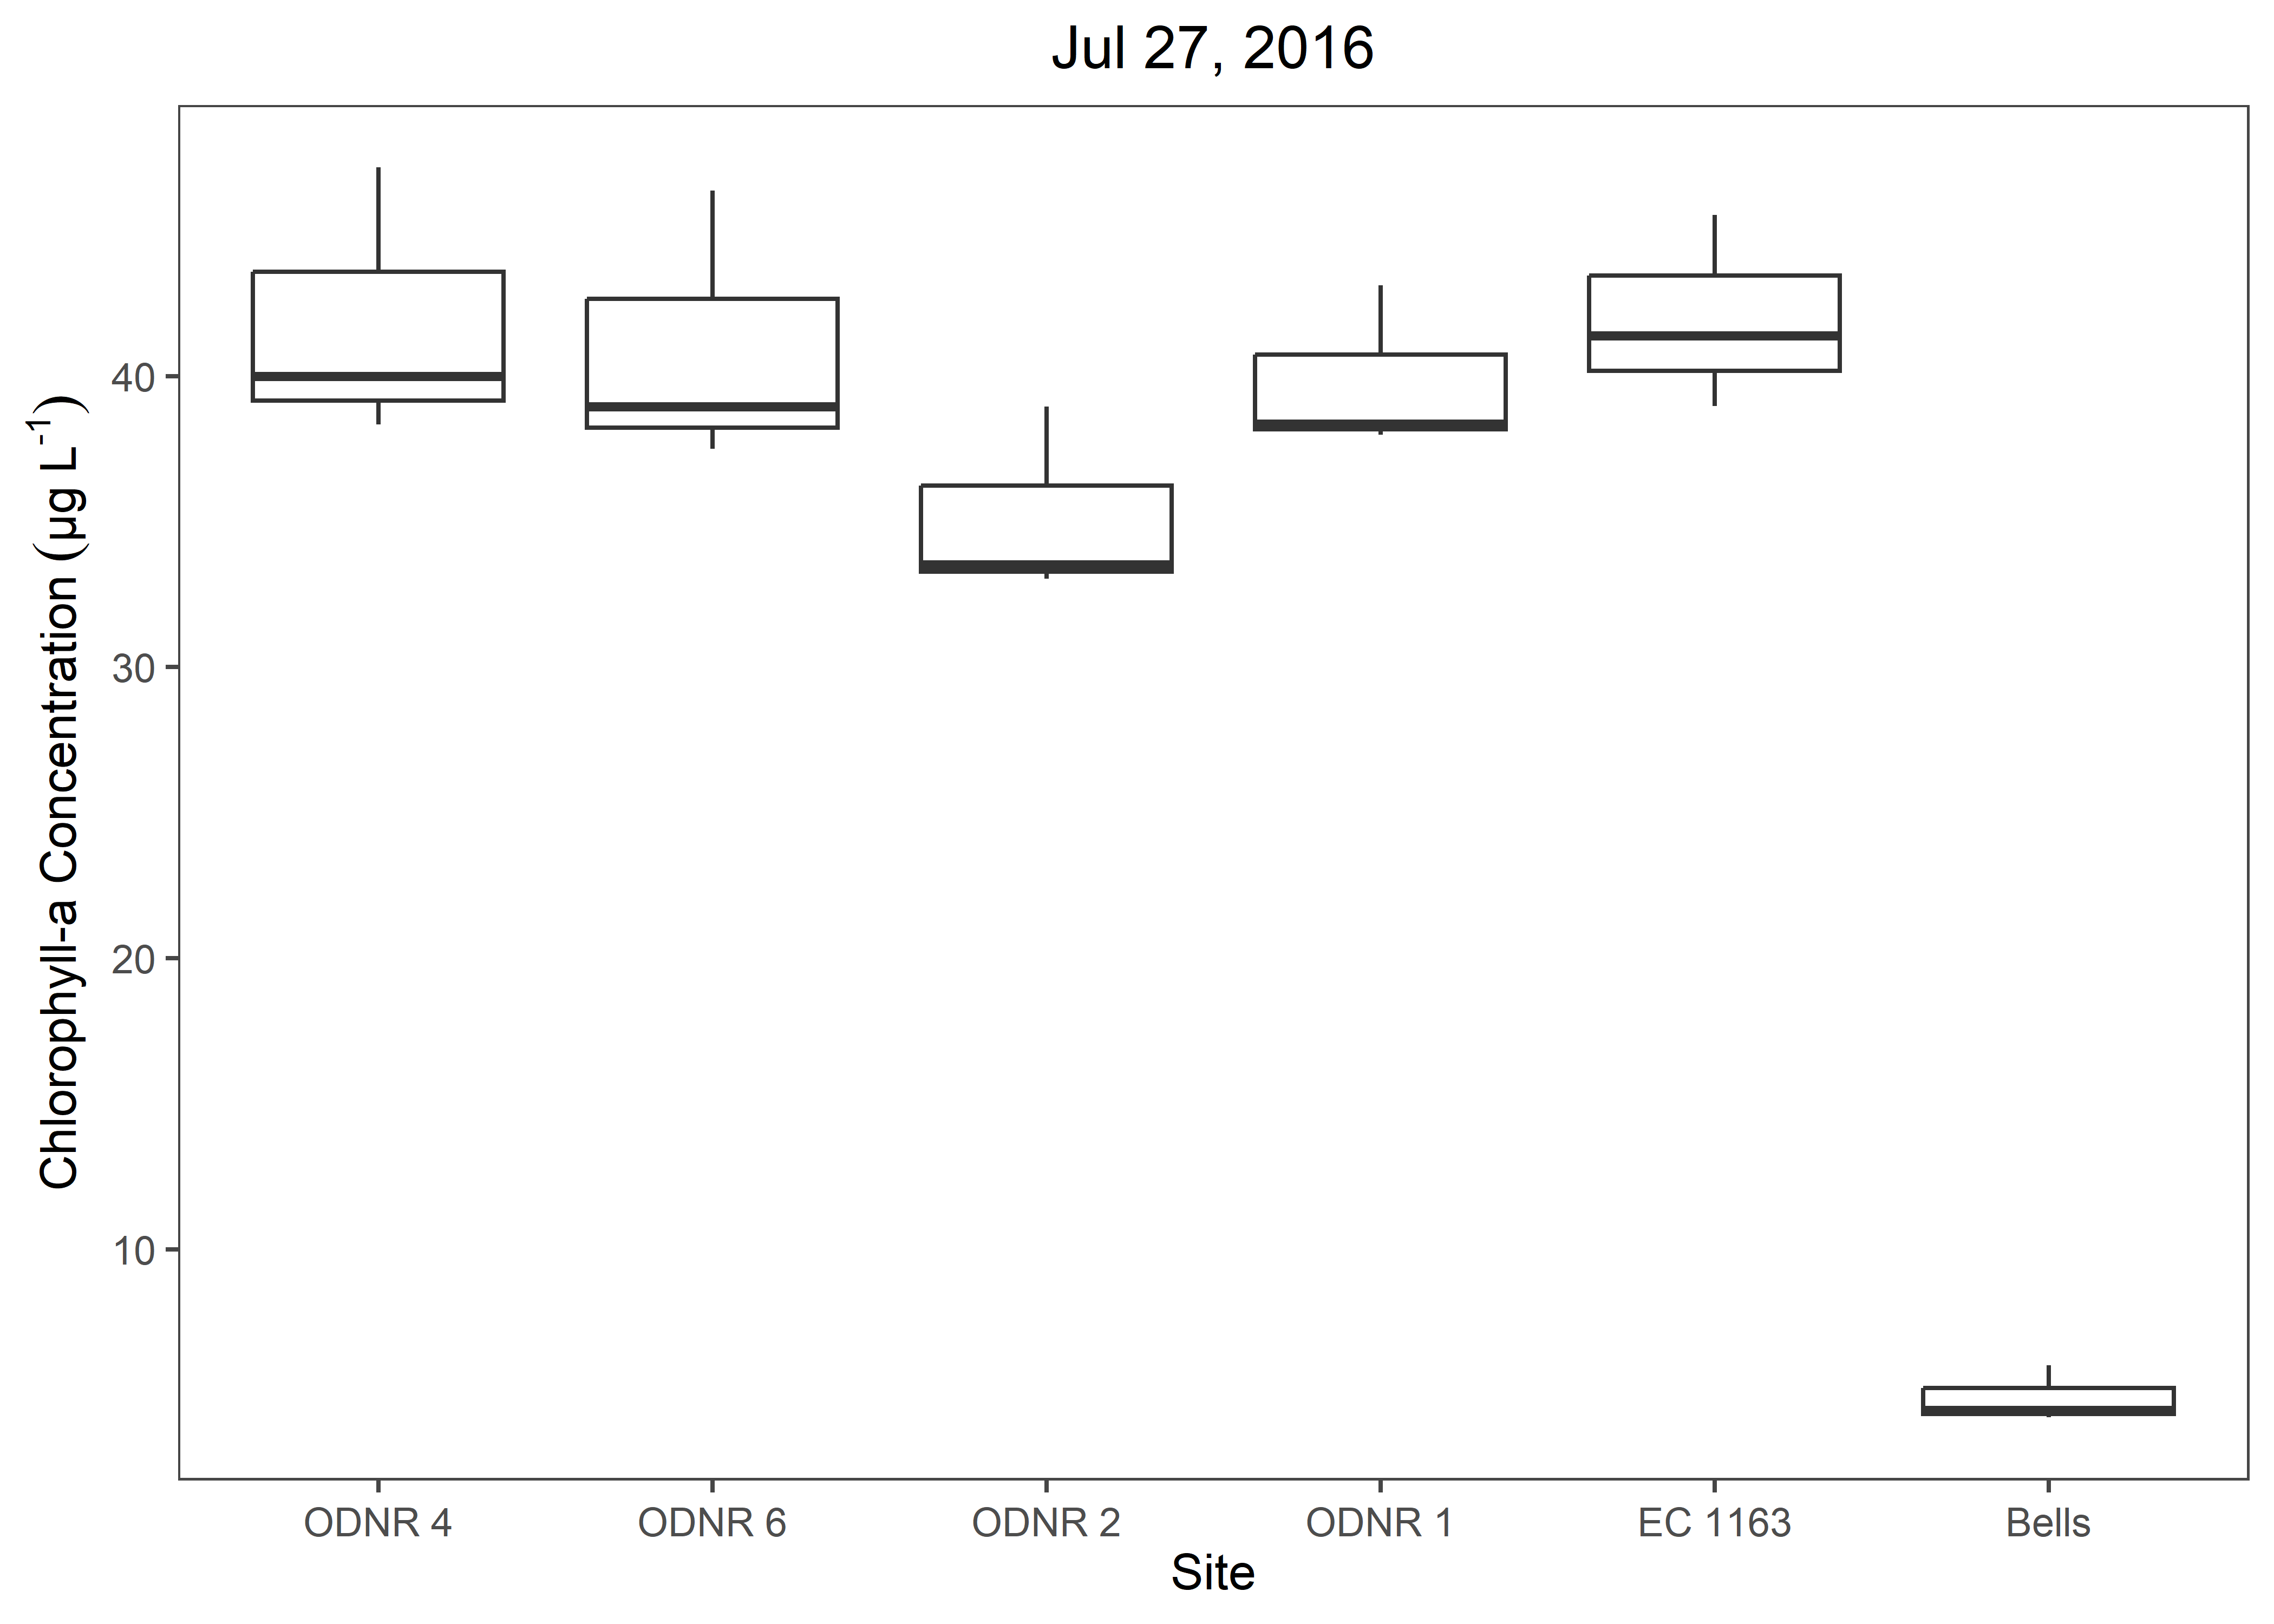 Jul 27, 2016
Chlorophyll-a Concentration (µg L⁻¹)
40
30
20
10
ODNR 4 ODNR 6 ODNR 2 ODNR 1 EC 1163 Bells
Site